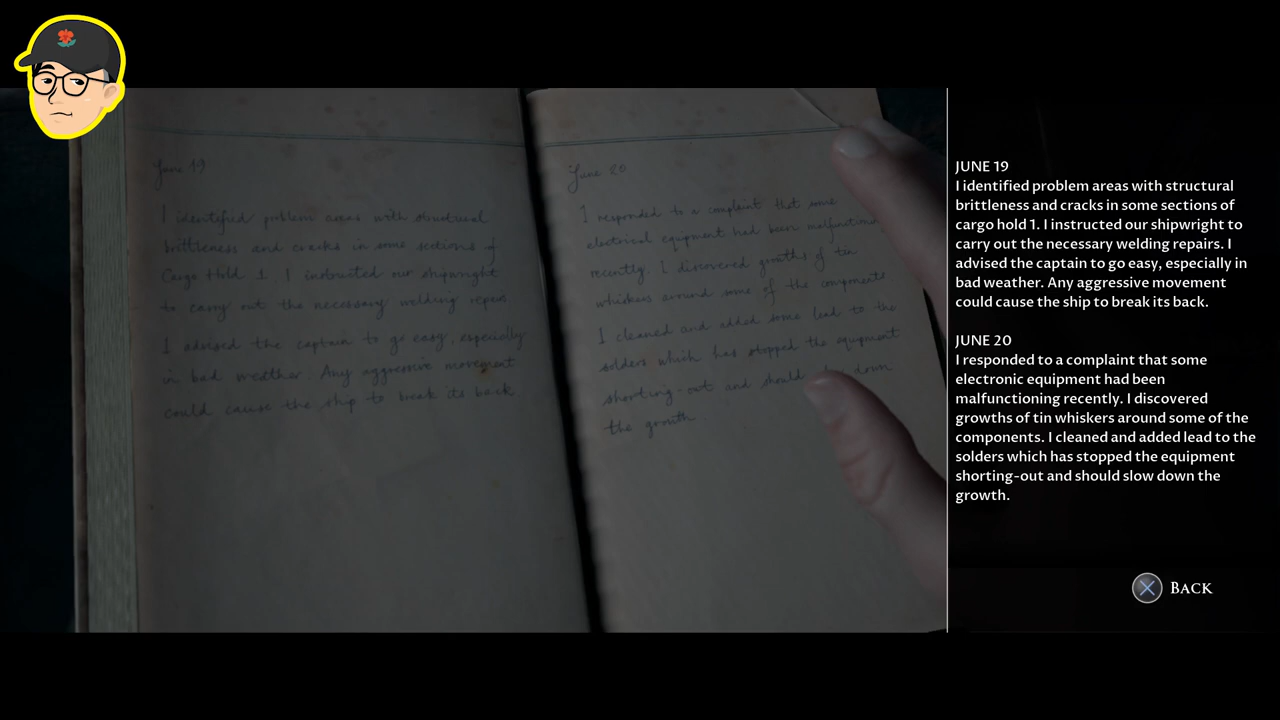 June 19
I identified problem areas with structural
brittleness and cracks in some sections of
Cargo Hold 1. I instructed our shipwright
to carry out the necessary welding repairs
I advised the captain to go easy, especially
in bad weather. Any aggressive movement
could cause the ship to break its back
June 20
I responded to a complaint that some
electrical equipment had been malfunction
recently. I discovered growths of tin
whiskers around some of the components
I cleaned and added some lead to the
solders which has stopped the equipment
shorting-out and should down
the growth.
JUNE 19
I identified problem areas with structural
brittleness and cracks in some sections of
cargo hold 1. I instructed our shipwright to
carry out the necessary welding repairs. I
advised the captain to go easy, especially in
bad weather. Any aggressive movement
could cause the ship to break its back.
JUNE 20
I responded to a complaint that some
electronic equipment had been
malfunctioning recently. I discovered
growths of tin whiskers around some of the
components. I cleaned and added lead to the
solders which has stopped the equipment
shorting-out and should slow down the
growth.
BACK